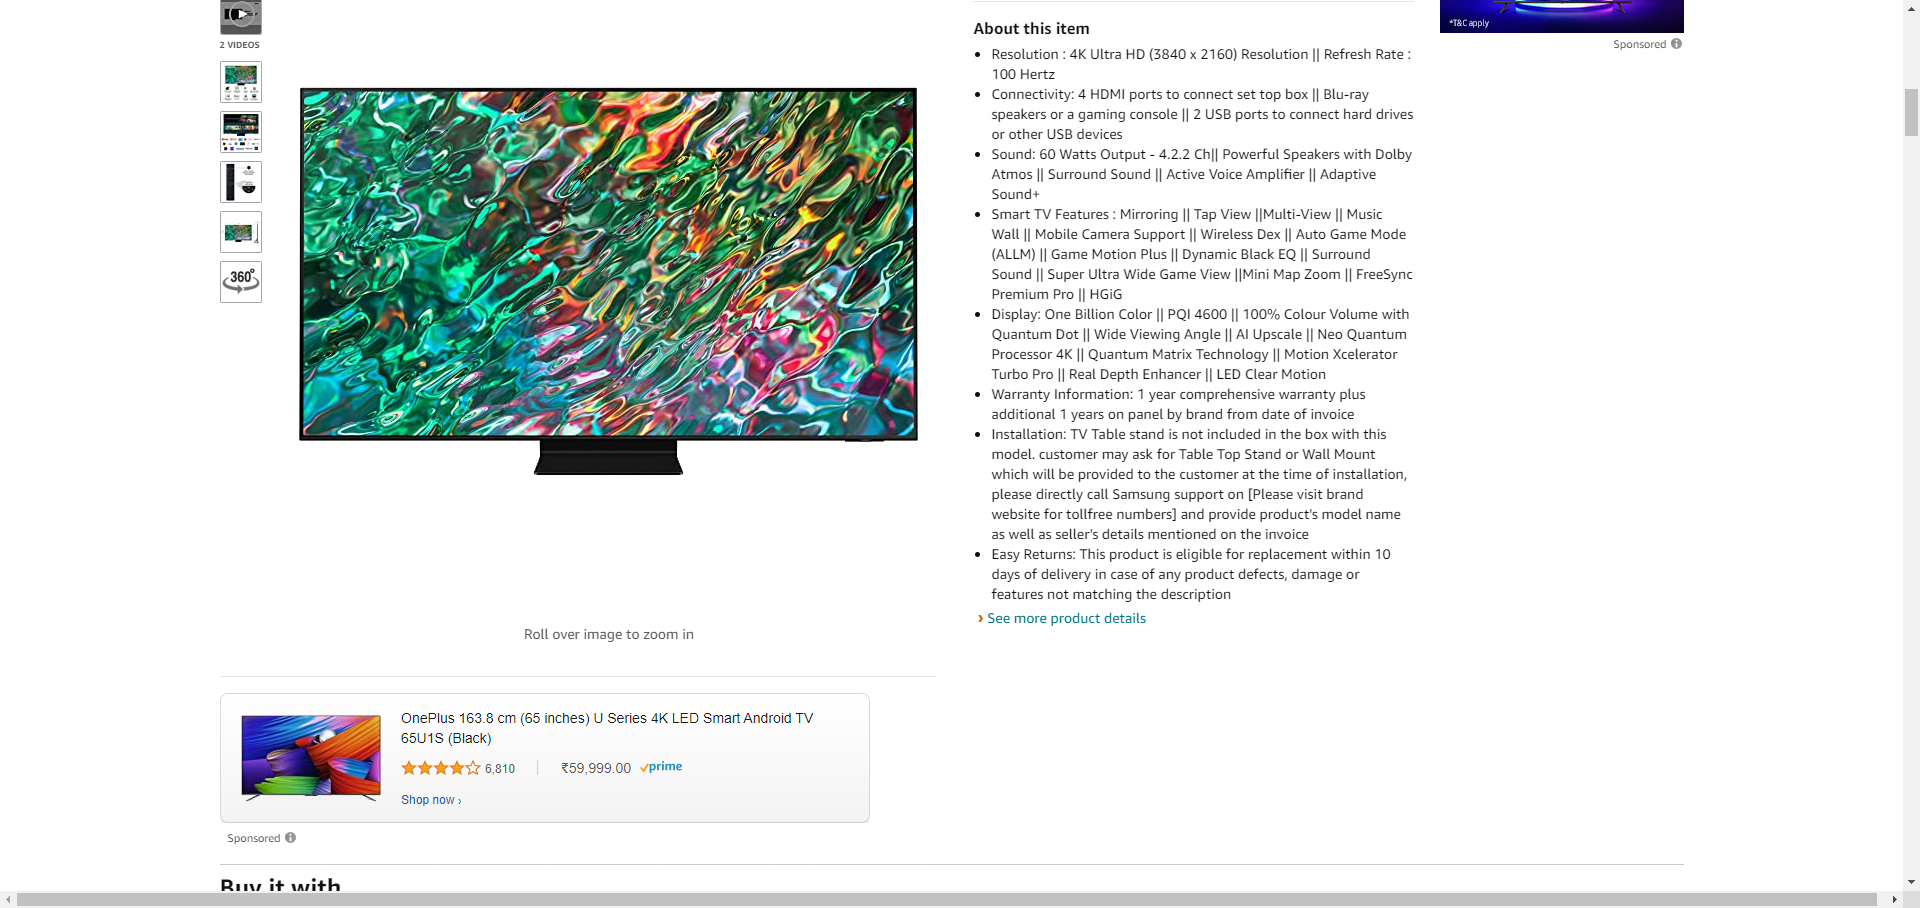 2 VIDEOS
360°
Roll over image to zoom in
About this item
Resolution : 4K Ultra HD (3840 x 2160) Resolution || Refresh Rate :
100 Hertz
Connectivity: 4 HDMI ports to connect set top box || Blu-ray
speakers or a gaming console || 2 USB ports to connect hard drives
or other USB devices
Sound: 60 Watts Output - 4.2.2 Ch|| Powerful Speakers with Dolby
Atmos || Surround Sound || Active Voice Amplifier || Adaptive
Sound+
Smart TV Features : Mirroring || Tap View ||Multi-View || Music
Wall || Mobile Camera Support || Wireless Dex || Auto Game Mode
(ALLM) || Game Motion Plus || Dynamic Black EQ || Surround
Sound || Super Ultra Wide Game View ||Mini Map Zoom || FreeSync
Premium Pro || HGiG
Display: One Billion Color || PQI 4600 || 100% Colour Volume with
Quantum Dot || Wide Viewing Angle || AI Upscale || Neo Quantum
Processor 4K || Quantum Matrix Technology || Motion Xcelerator
Turbo Pro || Real Depth Enhancer || LED Clear Motion
Warranty Information: 1 year comprehensive warranty plus
additional 1 years on panel by brand from date of invoice
Installation: TV Table stand is not included in the box with this
model. customer may ask for Table Top Stand or Wall Mount
which will be provided to the customer at the time of installation,
please directly call Samsung support on [Please visit brand
website for tollfree numbers] and provide product's model name
as well as seller's details mentioned on the invoice
Easy Returns: This product is eligible for replacement within 10
days of delivery in case of any product defects, damage or
features not matching the description
› See more product details
*T&C apply
Sponsored
OnePlus 163.8 cm (65 inches) U Series 4K LED Smart Android TV
65U1S (Black)
6,810 ₹59,999.00 prime
Shop now ›
Sponsored
Buy it with